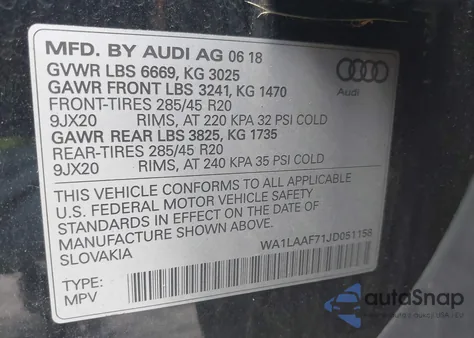 MFD. BY AUDI AG 06 18
GVWR LBS 6669, KG 3025
GAWR FRONT LBS 3241, KG 1470
FRONT-TIRES 285/45 R20
9JX20 RIMS, AT 220 KPA 32 PSI COLD
GAWR REAR LBS 3825, KG 1735
REAR-TIRES 285/45 R20
9JX20 RIMS, AT 240 KPA 35 PSI COLD
Audi
THIS VEHICLE CONFORMS TO ALL APPLICABLE
U.S. FEDERAL MOTOR VEHICLE SAFETY
STANDARDS IN EFFECT ON THE DATE OF
MANUFACTURE SHOWN ABOVE.
SLOVAKIA
WA1LAAF71JD051158
TYPE:
MPV
autoSnap